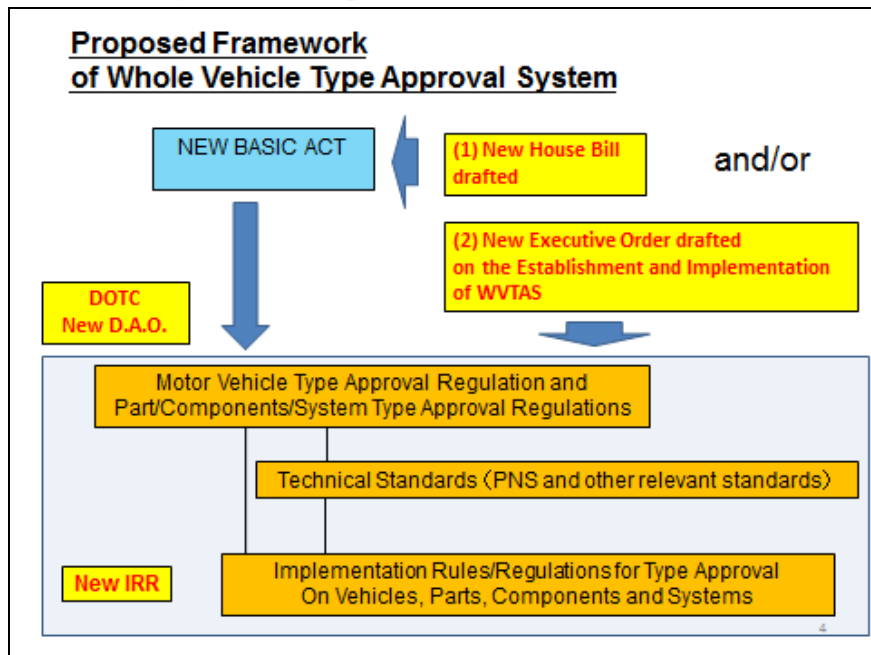 Proposed Framework
of Whole Vehicle Type Approval System
NEW BASIC ACT
(1) New House Bill
drafted
and/or
(2) New Executive Order drafted
on the Establishment and Implementation
of WVTAS
DOTC
New D.A.O.
Motor Vehicle Type Approval Regulation and
Part/Components/System Type Approval Regulations
Technical Standards（PNS and other relevant standards）
New IRR
Implementation Rules/Regulations for Type Approval
On Vehicles, Parts, Components and Systems
4